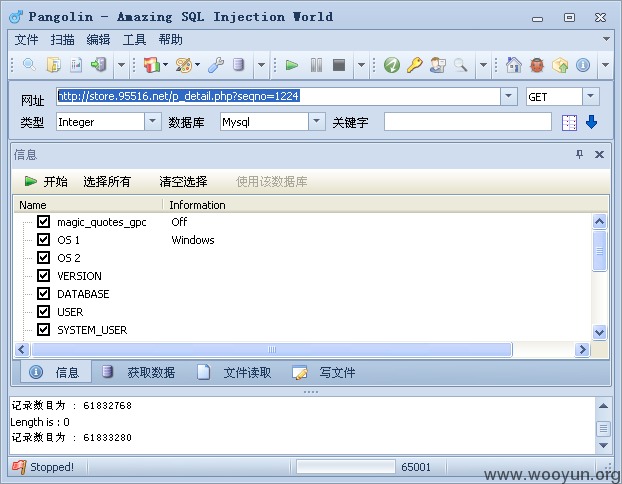 Pangolin - Amazing SQL Injection World
文件 扫描 编辑 工具 帮助
网址 http://store.95516.net/p_detail.php?seqno=1224 GET
类型 Integer 数据库 Mysql 关键字
信息
开始 选择所有 清空选择 使用该数据库
Name Information
magic_quotes_gpc Off
OS 1 Windows
OS 2
VERSION
DATABASE
USER
SYSTEM_USER
信息 获取数据 文件读取 写文件
记录数目为 : 61832768
Length is : 0
记录数目为 : 61833280
Stopped! 65001
www.wooyun.org